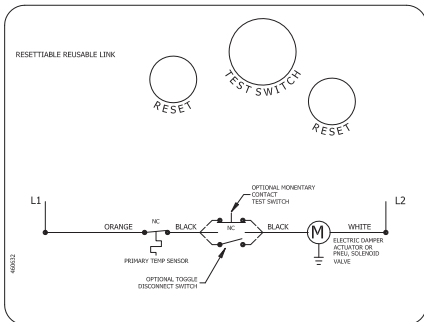 RESETTIABLE REUSABLE LINK
TEST SWITCH
RESET
RESET
OPTIONAL MONENTARY
CONTACT
TEST SWITCH
L1
L2
ORANGE
NC
BLACK
NC
BLACK
M
WHITE
PRIMARY TEMP SENSOR
ELECTRIC DAMPER
ACTUATOR OR
PNEU, SOLENOID
VALVE
OPTIONAL TOGGLE
DISCONNECT SWITCH
460632